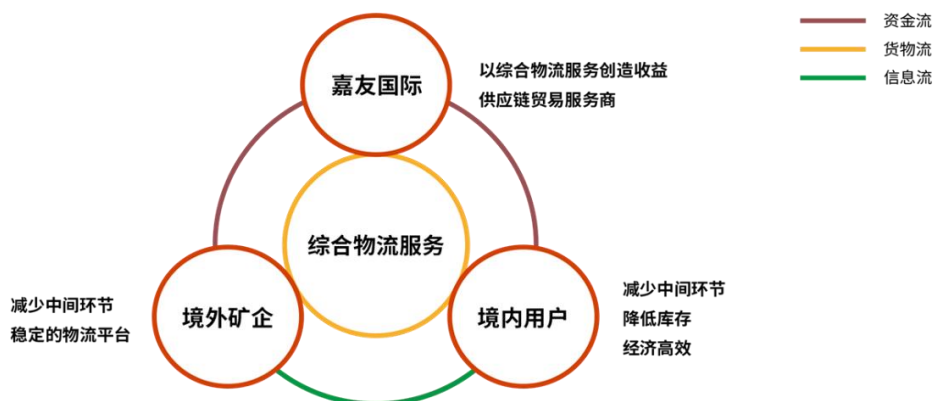 资金流
货物流
信息流
嘉友国际
以综合物流服务创造收益
供应链贸易服务商
综合物流服务
境外矿企
减少中间环节
稳定的物流平台
境内用户
减少中间环节
降低库存
经济高效